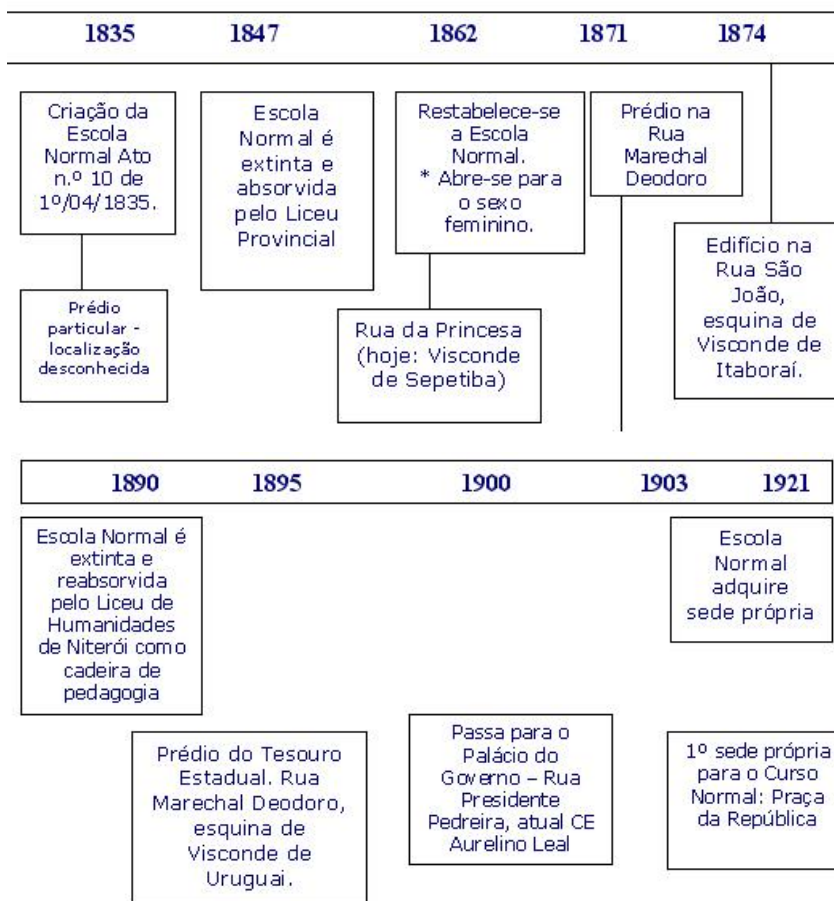 1835 1847 1862 1871 1874
Criação da
Escola
Normal Ato
n.º 10 de
1º/04/1835.
Prédio
particular -
localização
desconhecida
Escola
Normal é
extinta e
absorvida
pelo Liceu
Provincial
Restabelece-se
a Escola
Normal.
* Abre-se para
o sexo
feminino.
Rua da Princesa
(hoje: Visconde
de Sepetiba)
Prédio na
Rua
Marechal
Deodoro
Edifício na
Rua São
João,
esquina de
Visconde de
Itaboraí.
1890 1895 1900 1903 1921
Escola Normal é
extinta e
reabsorvida
pelo Liceu de
Humanidades
de Niterói como
cadeira de
pedagogia
Prédio do Tesouro
Estadual. Rua
Marechal Deodoro,
esquina de
Visconde de
Uruguai.
Passa para o
Palácio do
Governo – Rua
Presidente
Pedreira, atual CE
Aurelino Leal
Escola
Normal
adquire
sede própria
1º sede própria
para o Curso
Normal: Praça
da República